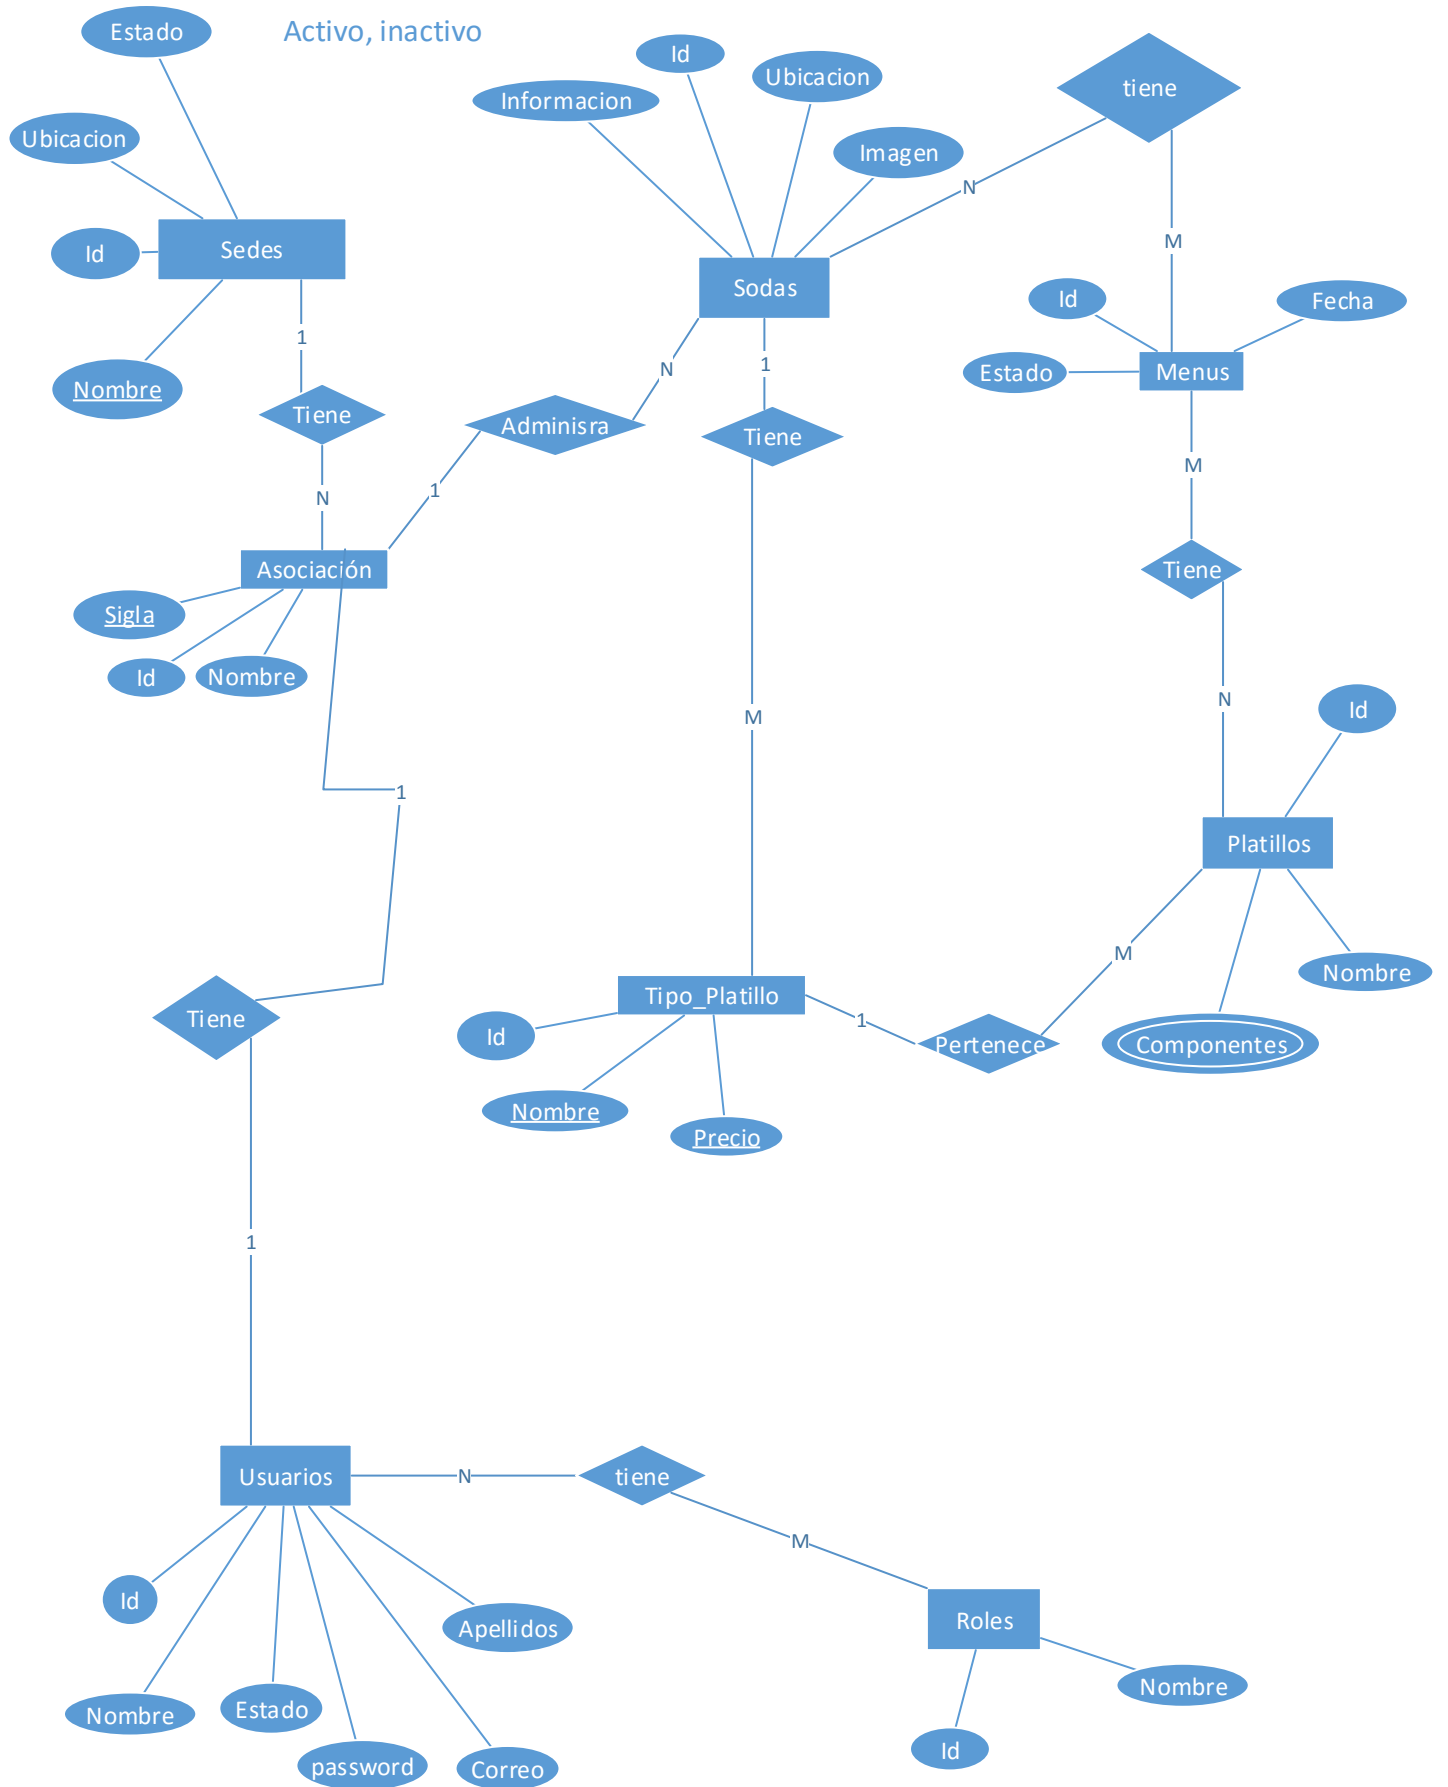 Estado
Activo, inactivo
Id
Ubicacion
tiene
Informacion
Ubicacion
Imagen
N
Sedes
Id
M
Sodas
Id
Fecha
1
N
1
Estado
Menus
Nombre
Tiene
Adminisra
Tiene
M
1
N
Asociación
Tiene
Sigla
Id
Nombre
N
M
Id
1
Platillos
M
Nombre
Tipo_Platillo
Tiene
1
Id
Pertenece
Componentes
Nombre
Precio
1
Usuarios
N
tiene
M
Id
Apellidos
Roles
Nombre
Estado
Nombre
password
Correo
Id